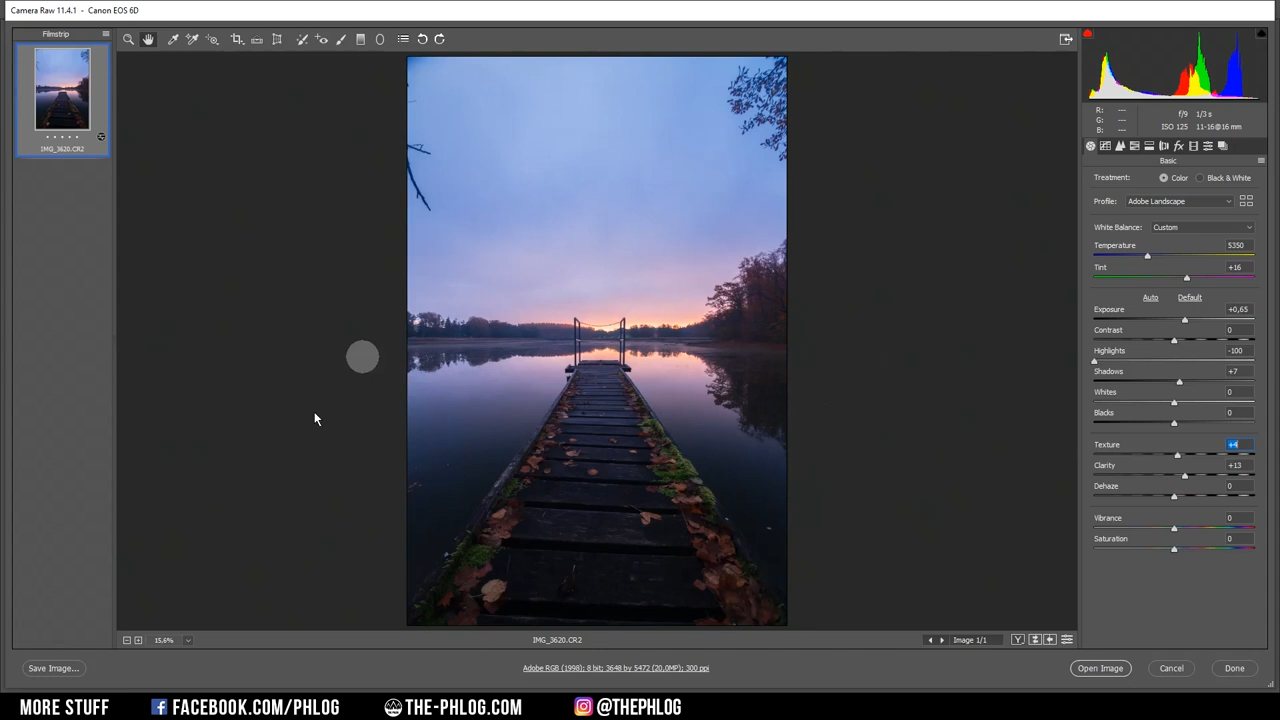 Camera Raw 11.4.1 - Canon EOS 6D
Filmstrip
IMG_3620.CR2
R: ---
G: ---
B: ---
f/9 1/3 s
ISO 125 11-16@16 mm
Basic
Treatment: Color Black & White
Profile: Adobe Landscape
White Balance: Custom
Temperature 5350
Tint +16
Auto Default
Exposure +0,65
Contrast 0
Highlights -100
Shadows +7
Whites 0
Blacks 0
Texture +4
Clarity +13
Dehaze 0
Vibrance 0
Saturation 0
15,6% IMG_3620.CR2 Image 1/1 Y
Save Image... Adobe RGB (1998); 8 bit; 3648 by 5472 (20,0MP); 300 ppi Open Image Cancel Done
MORE STUFF FACEBOOK.COM/PHLOG THE-PHLOG.COM @THEPHLOG